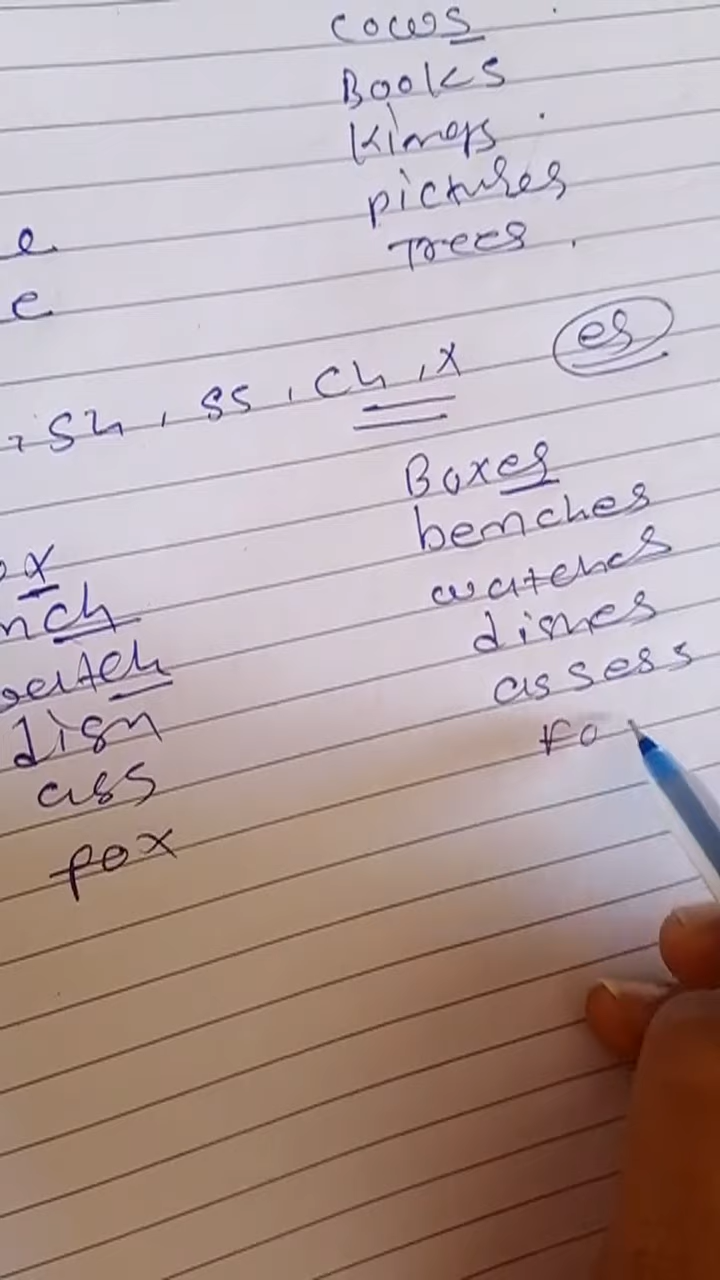 cows
Books
Kings
pictures
e
Trees
e
, Sh, ss, Ch, x es
x Boxes
nch benches
watch watches
dish dishes
ass assess
fox fo